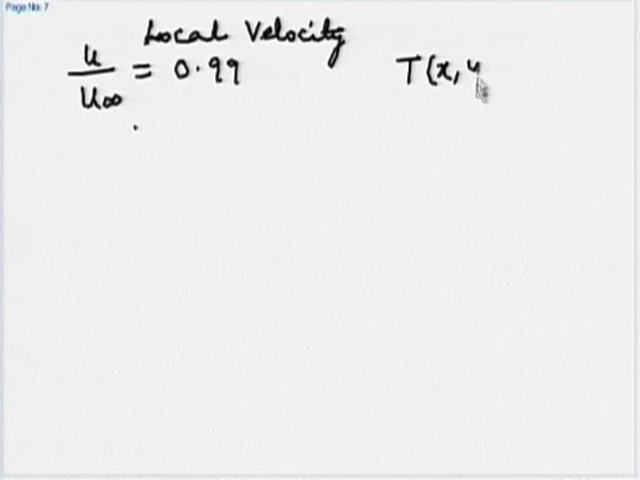 Page No: 7
Local Velocity
u/u∞ = 0.99 T(x, y